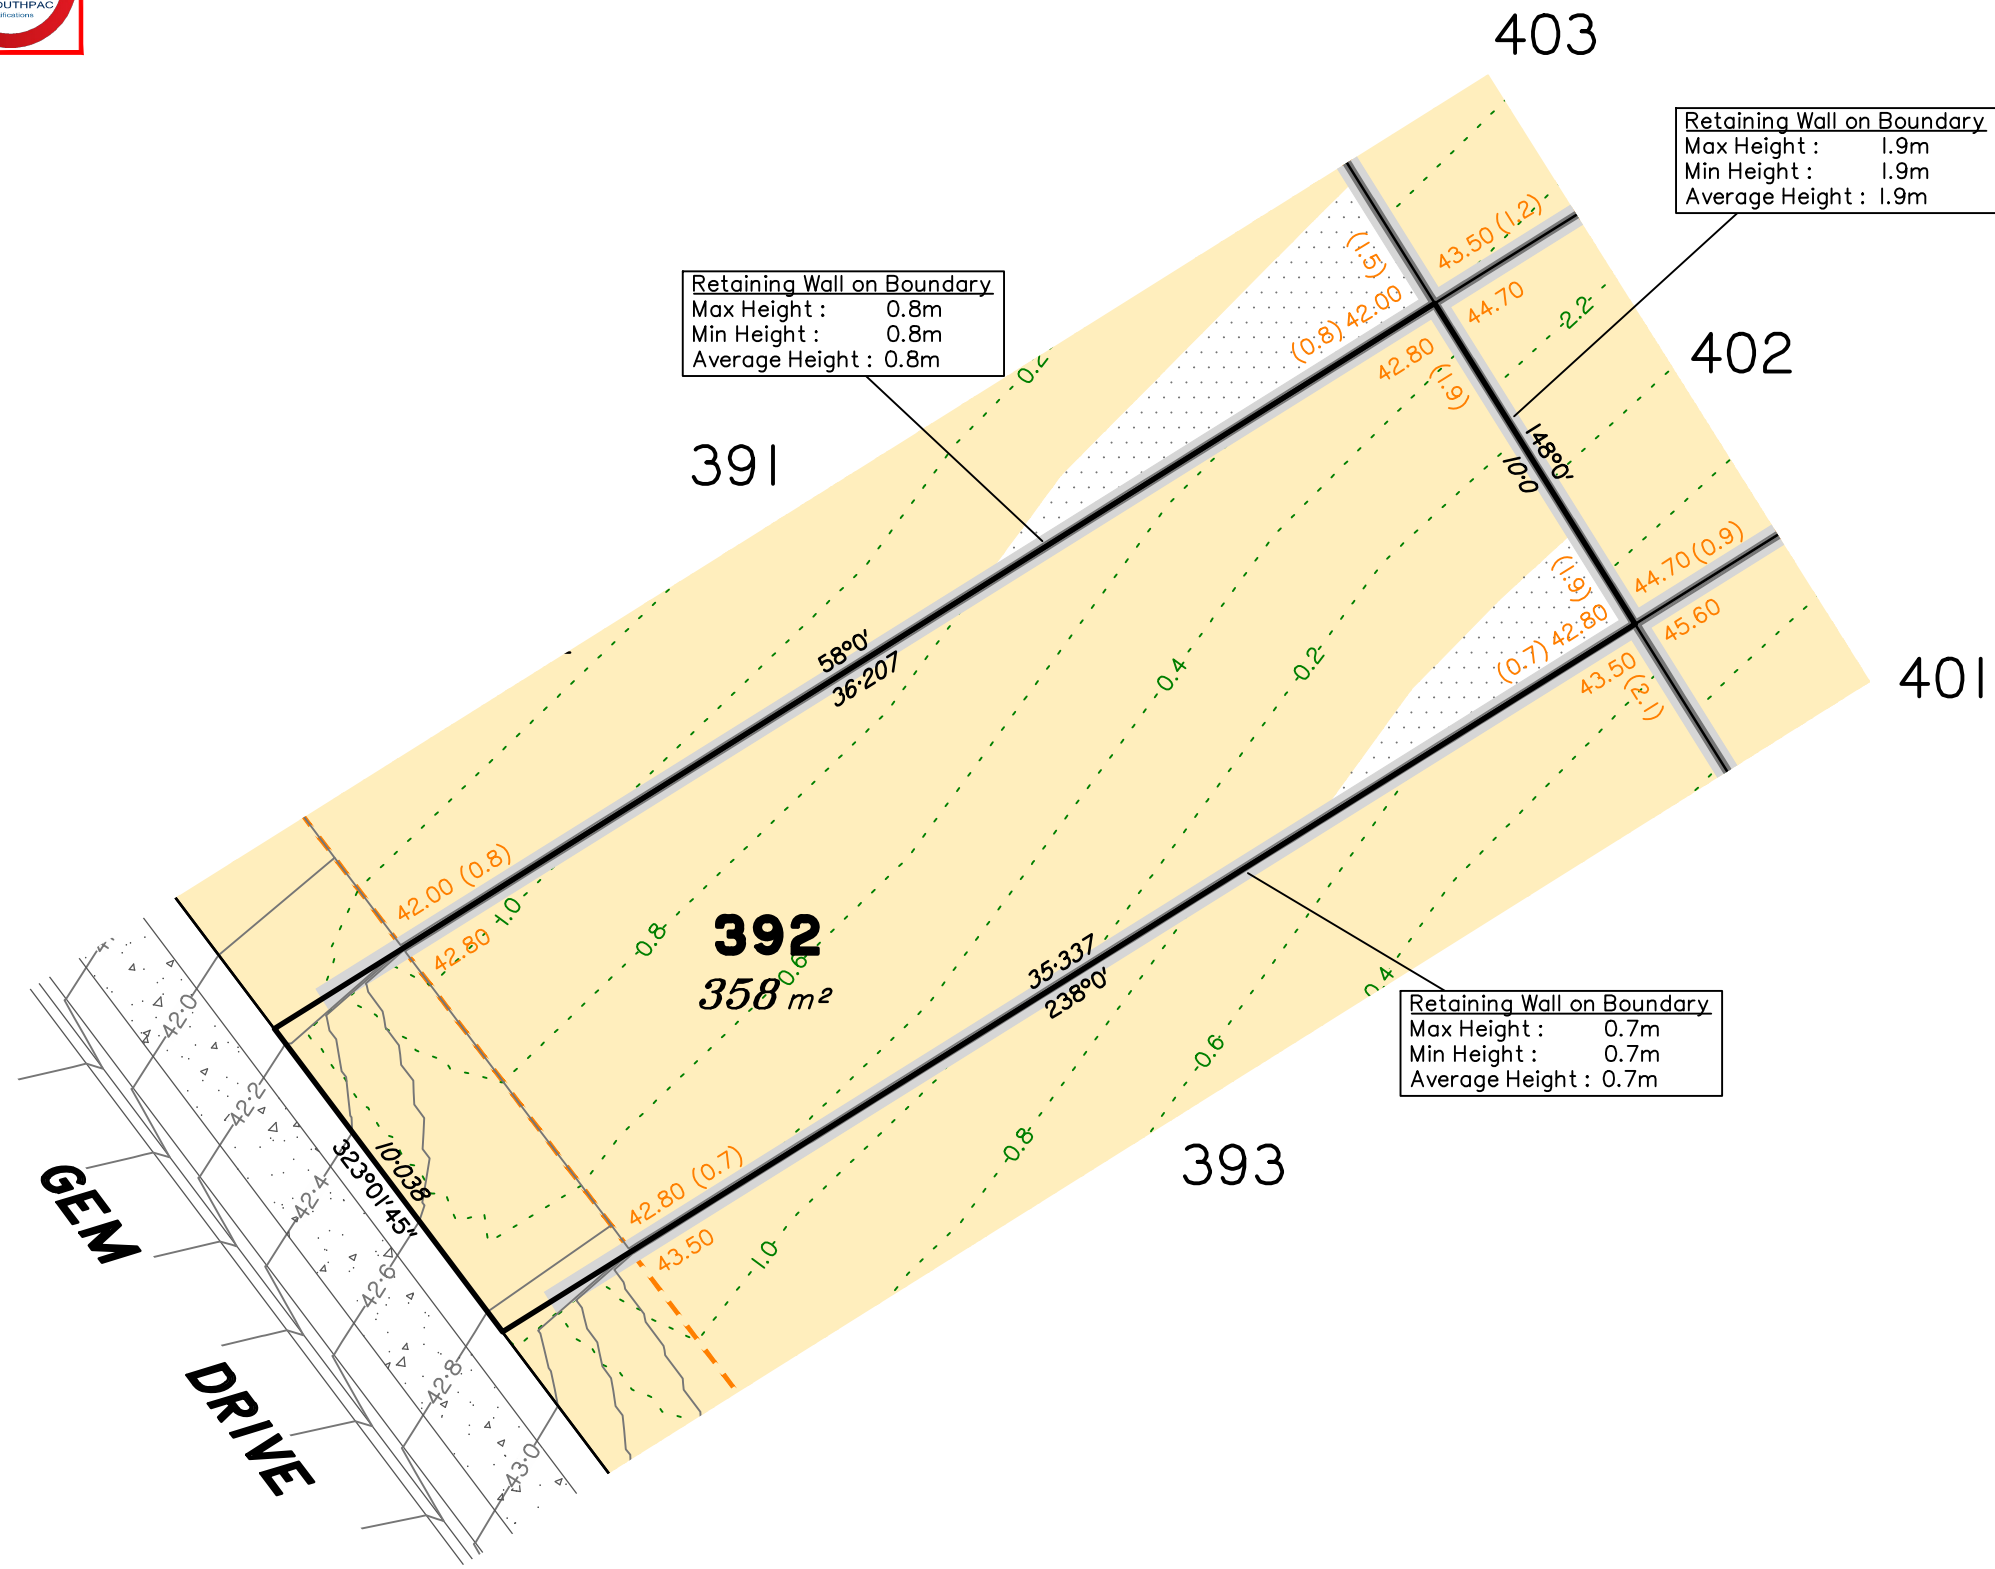 OUTHPAC
ifications
403
Retaining Wall on Boundary
Max Height : 1.9m
Min Height : 1.9m
Average Height : 1.9m
43.50 (1.2)
(1.5)
44.70
(0.8) 42.00
42.80
(1.9)
2.2
402
Retaining Wall on Boundary
Max Height : 0.8m
Min Height : 0.8m
Average Height : 0.8m
0.2
391
148°0'
10·0
44.70 (0.9)
(1.9)
45.60
(0.7) 42.80
43.50
(2.1)
401
58°0'
36·207
0.4
0.2
42.00 (0.8)
42.80
1.0
0.8
0.6
392
358 m²
35·337
238°0'
0.4
Retaining Wall on Boundary
Max Height : 0.7m
Min Height : 0.7m
Average Height : 0.7m
0.6
0.8
393
42.80 (0.7)
43.50
1.0
10·038
323°01'45"
42·0
42·2
42·4
42·6
42·8
43·0
GEM
DRIVE